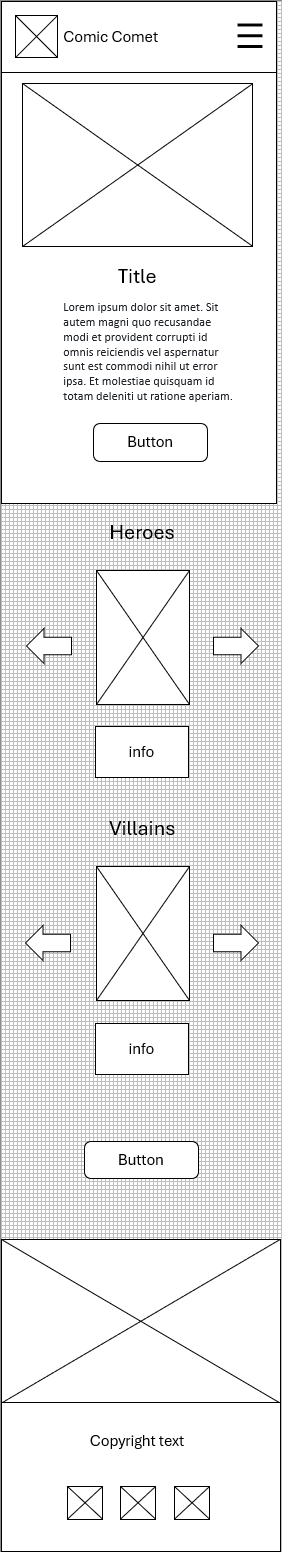 Comic Comet
Title
Lorem ipsum dolor sit amet. Sit
autem magni quo recusandae
modi et provident corrupti id
omnis reiciendis vel aspernatur
sunt est commodi nihil ut error
ipsa. Et molestiae quisquam id
totam deleniti ut ratione aperiam.
Button
Heroes
info
Villains
info
Button
Copyright text